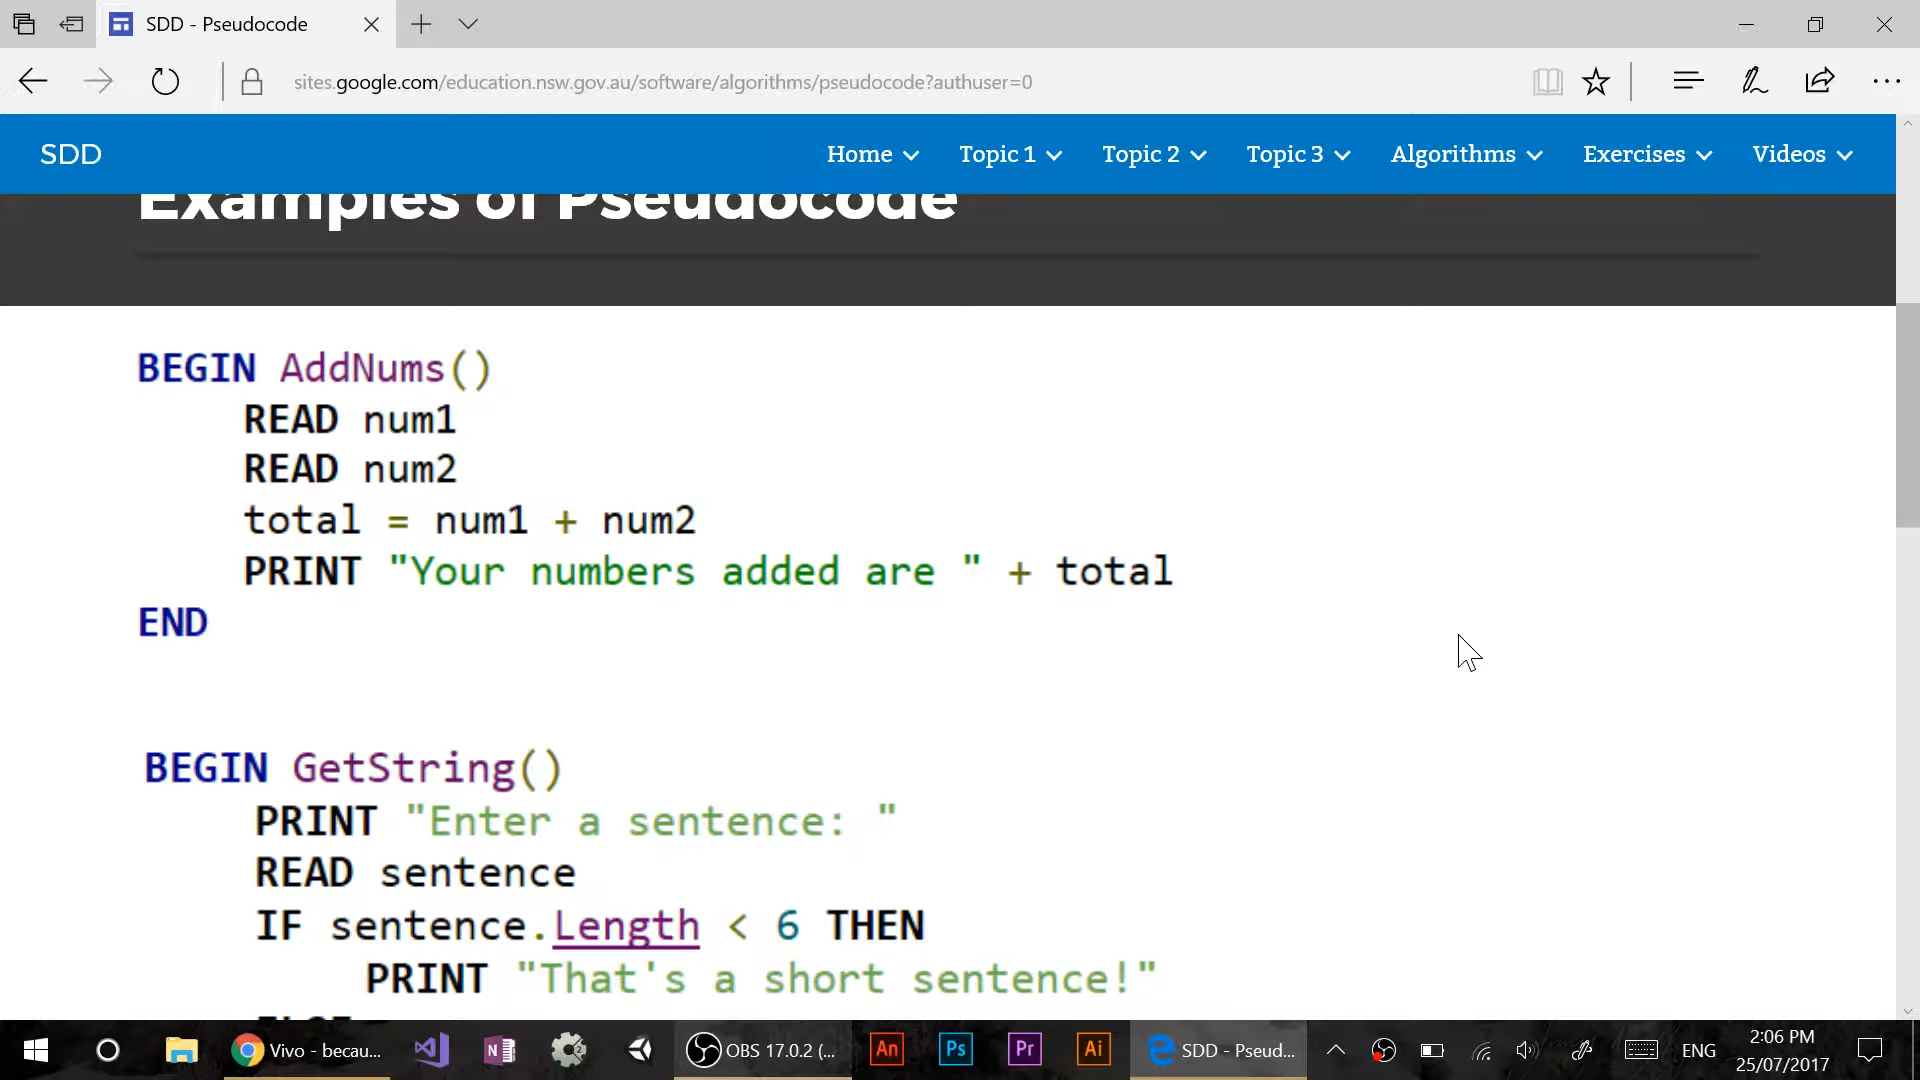 SDD - Pseudocode
sites.google.com/education.nsw.gov.au/software/algorithms/pseudocode?authuser=0
SDD Home Topic 1 Topic 2 Topic 3 Algorithms Exercises Videos
Examples of Pseudocode
BEGIN AddNums()
READ num1
READ num2
total = num1 + num2
PRINT "Your numbers added are " + total
END
BEGIN GetString()
PRINT "Enter a sentence: "
READ sentence
IF sentence.Length < 6 THEN
PRINT "That's a short sentence!"
ELSE
Vivo - becau... OBS 17.0.2 (... An Ps Pr Ai SDD - Pseud... ENG 2:06 PM
25/07/2017